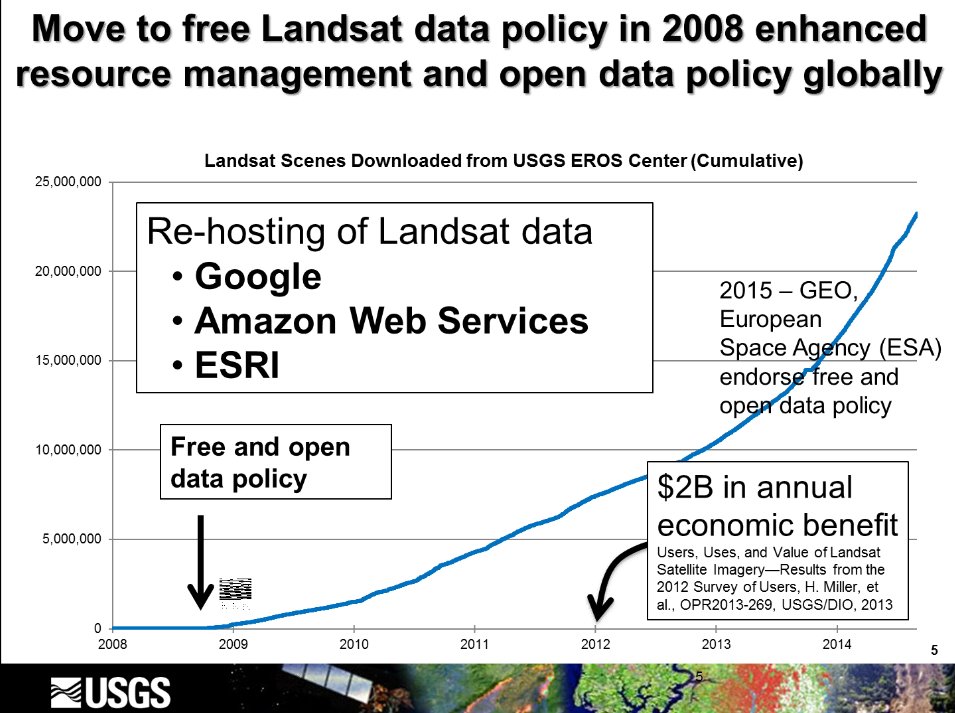 Move to free Landsat data policy in 2008 enhanced
resource management and open data policy globally
Landsat Scenes Downloaded from USGS EROS Center (Cumulative)
25,000,000
20,000,000
15,000,000
10,000,000
5,000,000
0
Re-hosting of Landsat data
• Google
• Amazon Web Services
• ESRI
2015 – GEO,
European
Space Agency (ESA)
endorse free and
open data policy
Free and open
data policy
$2B in annual
economic benefit
Users, Uses, and Value of Landsat
Satellite Imagery—Results from the
2012 Survey of Users, H. Miller, et
al., OPR2013-269, USGS/DIO, 2013
2008 2009 2010 2011 2012 2013 2014
5
5
USGS